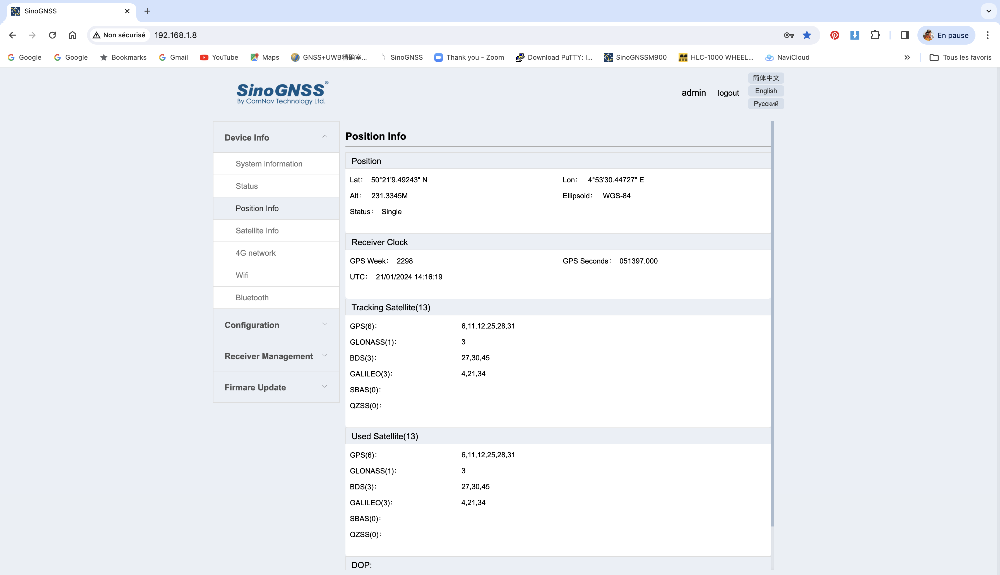 SinoGNSS
Non sécurisé 192.168.1.8 En pause
Google Google Bookmarks Gmail YouTube Maps GNSS+UWB精确室... SinoGNSS Thank you - Zoom Download PuTTY: l... SinoGNSSM900 HLC-1000 WHEEL... NaviCloud » Tous les favoris
SinoGNSS®
By ComNav Technology Ltd.
admin logout
简体中文
English
Русский
Device Info
System information
Status
Position Info
Satellite Info
4G network
Wifi
Bluetooth
Configuration
Receiver Management
Firmare Update
Position Info
Position
Lat: 50°21'9.49243" N Lon: 4°53'30.44727" E
Alt: 231.3345M Ellipsoid: WGS-84
Status: Single
Receiver Clock
GPS Week: 2298 GPS Seconds: 051397.000
UTC: 21/01/2024 14:16:19
Tracking Satellite(13)
GPS(6): 6,11,12,25,28,31
GLONASS(1): 3
BDS(3): 27,30,45
GALILEO(3): 4,21,34
SBAS(0):
QZSS(0):
Used Satellite(13)
GPS(6): 6,11,12,25,28,31
GLONASS(1): 3
BDS(3): 27,30,45
GALILEO(3): 4,21,34
SBAS(0):
QZSS(0):
DOP: